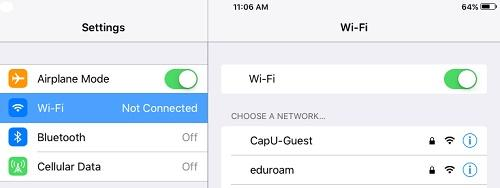 11:06 AM
64%
Settings
Wi-Fi
Airplane Mode
Wi-Fi Not Connected
Bluetooth Off
Cellular Data Off
Wi-Fi
CHOOSE A NETWORK...
CapU-Guest
eduroam